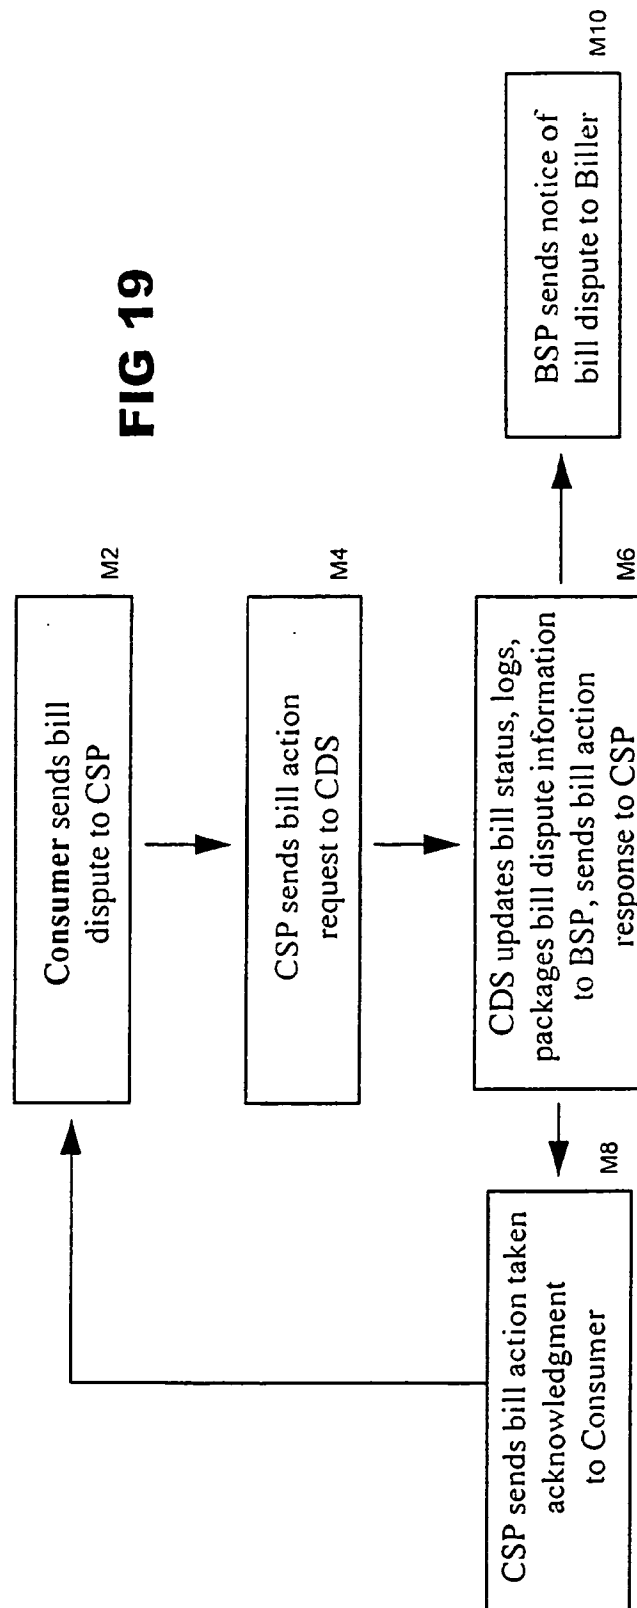 FIG 19
Consumer sends bill
dispute to CSP
M2
CSP sends bill action
request to CDS
M4
CDS updates bill status, logs,
packages bill dispute information
to BSP, sends bill action
response to CSP
M6
CSP sends bill action taken
acknowledgment
to Consumer
M8
BSP sends notice of
bill dispute to Biller
M10